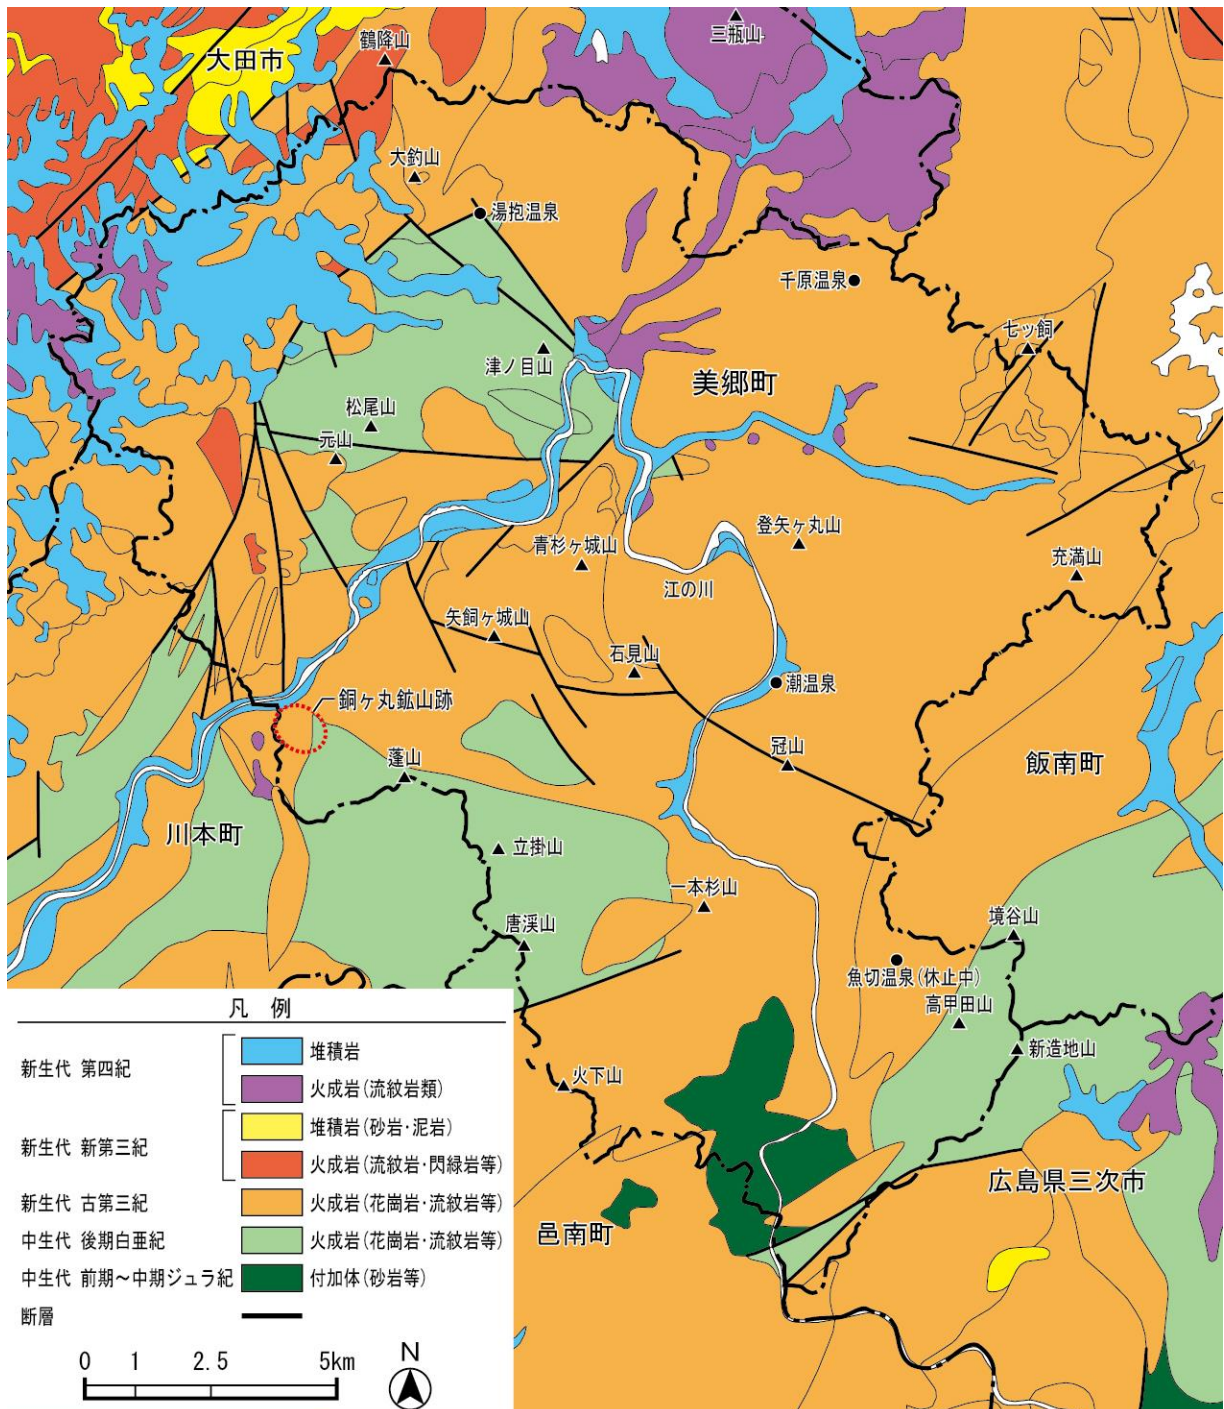 三瓶山
鶴降山
大田市
大釣山
湯抱温泉
千原温泉
七ッ飼
津ノ目山
美郷町
松尾山
元山
登矢ヶ丸山
青杉ヶ城山
充満山
江の川
矢飼ヶ城山
石見山
潮温泉
銅ヶ丸鉱山跡
冠山
飯南町
蓬山
川本町
立掛山
一本杉山
唐渓山
境谷山
魚切温泉(休止中)
高甲田山
新造地山
火下山
広島県三次市
邑南町
凡 例
新生代 第四紀
堆積岩
火成岩(流紋岩類)
新生代 新第三紀
堆積岩(砂岩・泥岩)
火成岩(流紋岩・閃緑岩等)
新生代 古第三紀 火成岩(花崗岩・流紋岩等)
中生代 後期白亜紀 火成岩(花崗岩・流紋岩等)
中生代 前期～中期ジュラ紀 付加体(砂岩等)
断層
0 1 2.5 5km
N